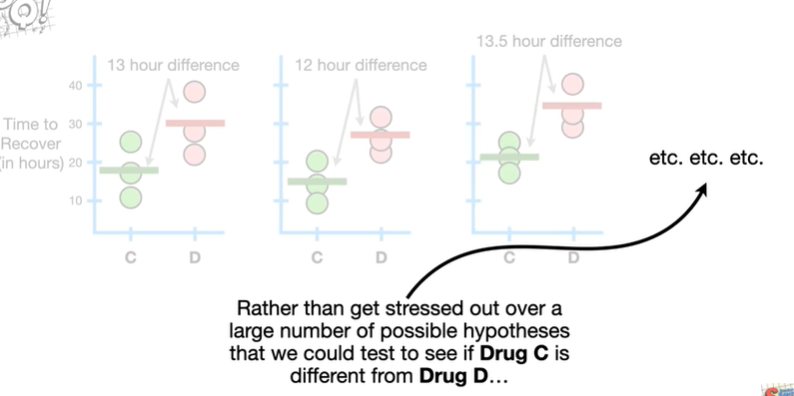 Q!
13 hour difference
12 hour difference
13.5 hour difference
Time to
Recover
(in hours)
40
30
20
10
C D
C D
C D
etc. etc. etc.
Rather than get stressed out over a
large number of possible hypotheses
that we could test to see if Drug C is
different from Drug D…